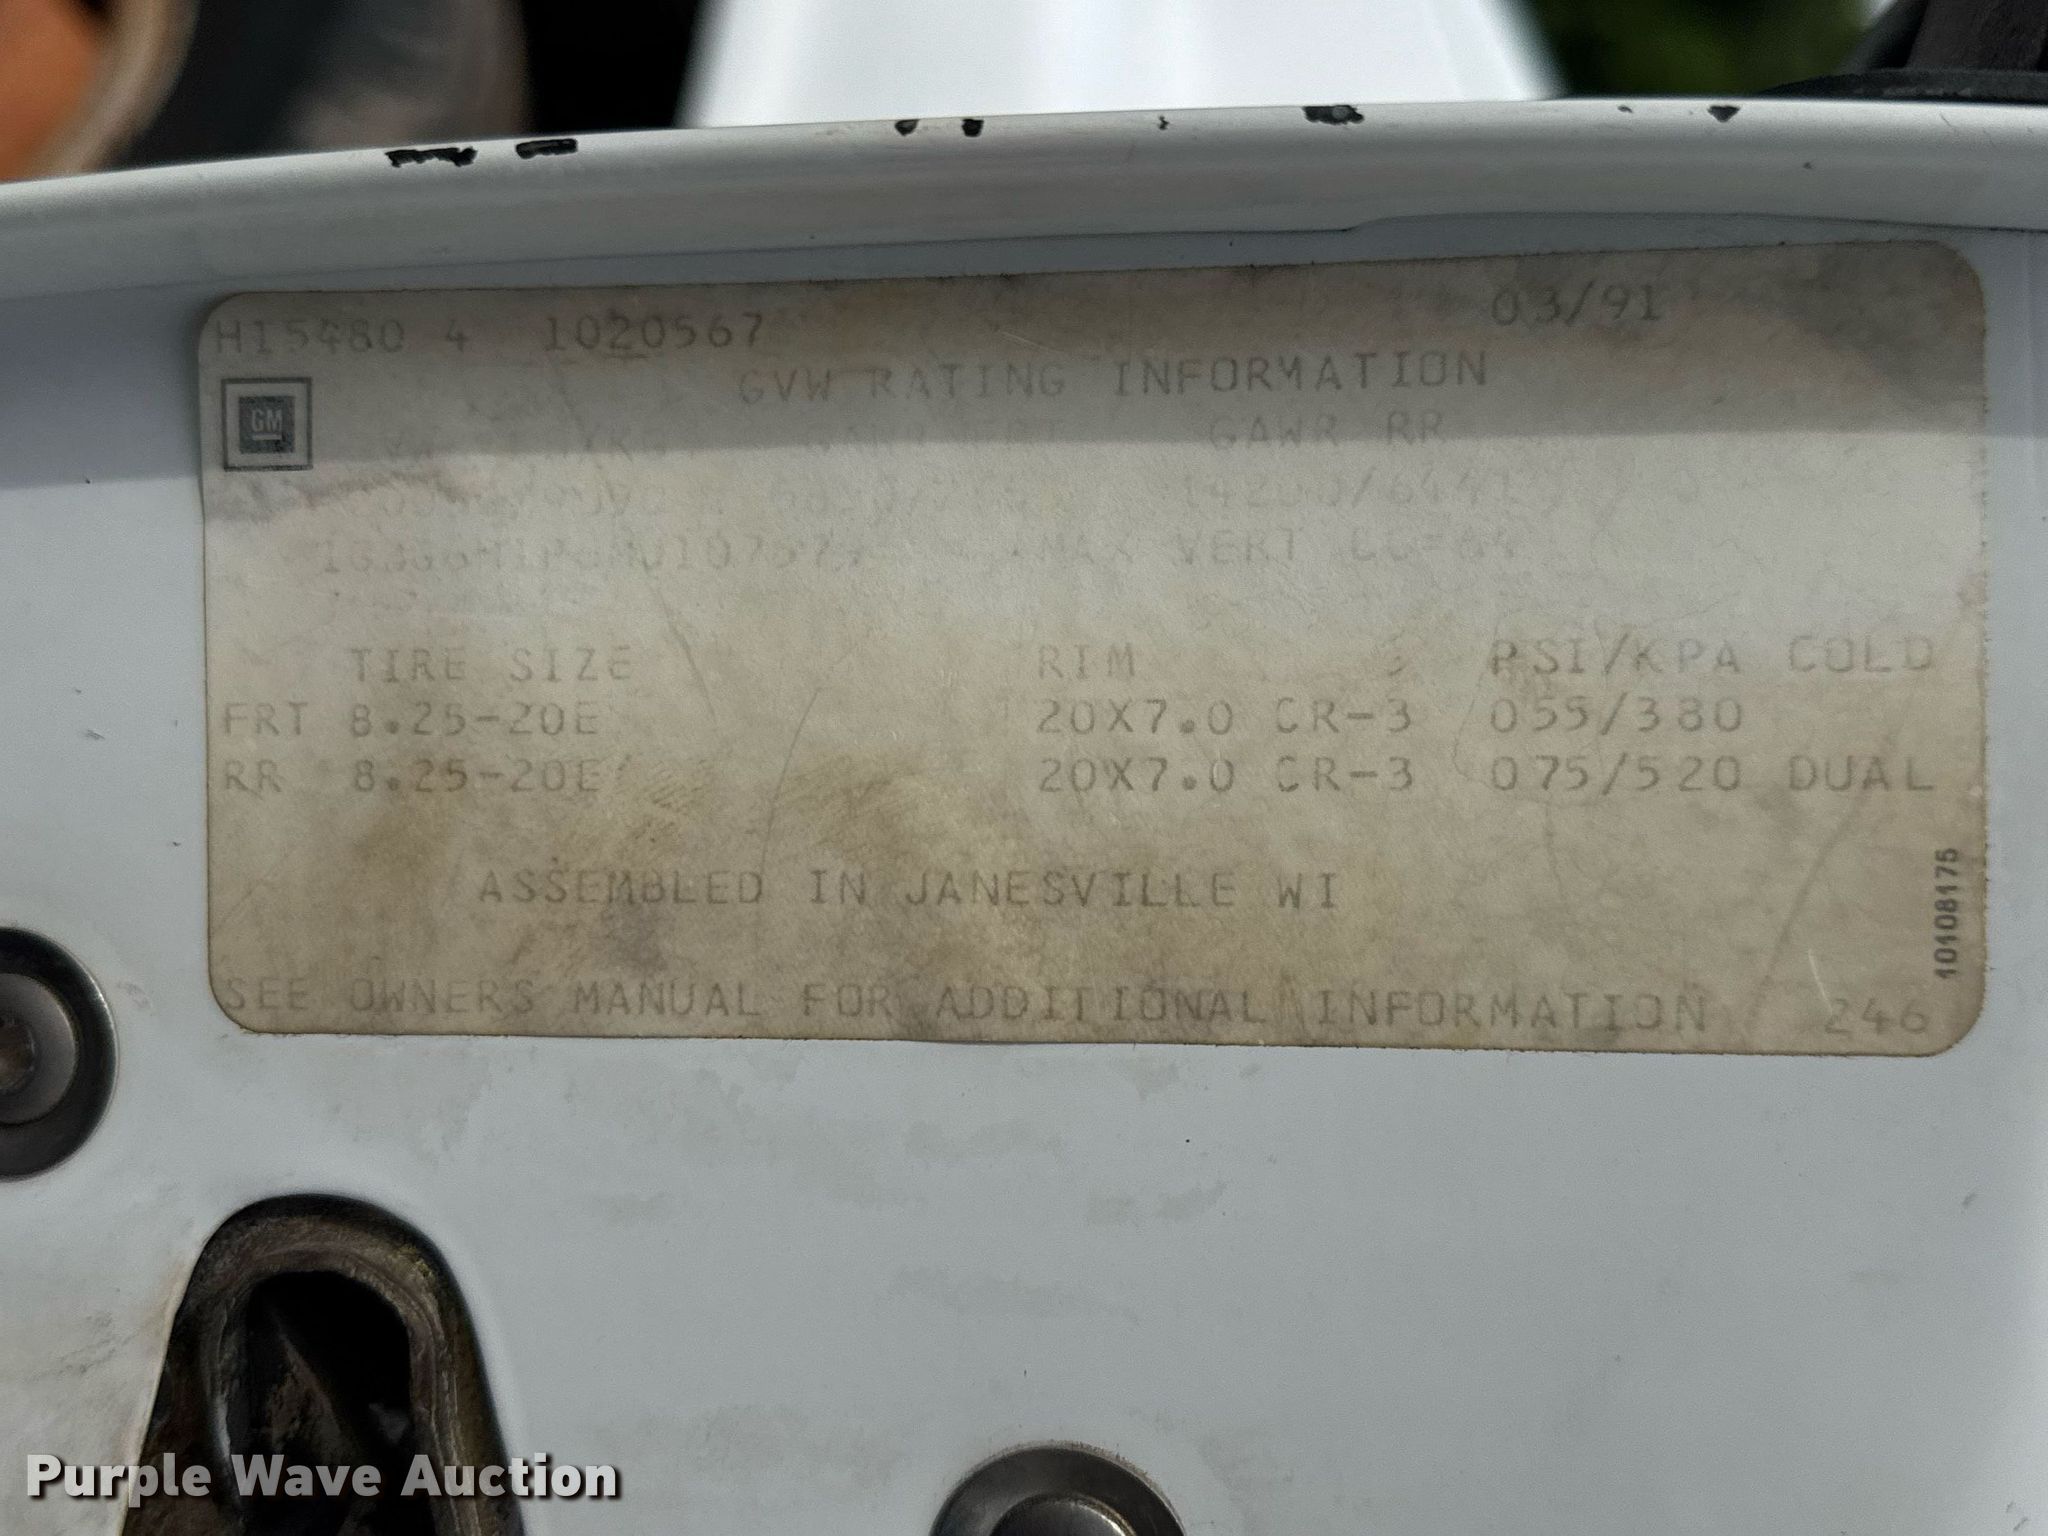 H15480 4 1020567 03/91
GVW RATING INFORMATION
GM
GAWR RR
MAX VERT
TIRE SIZE RIM PSI/KPA COLD
FRT 8.25-20E 20X7.0 CR-3 055/380
RR 8.25-20E 20X7.0 CR-3 075/520 DUAL
ASSEMBLED IN JANESVILLE WI
10108175
SEE OWNERS MANUAL FOR ADDITIONAL INFORMATION 246
Purple Wave Auction